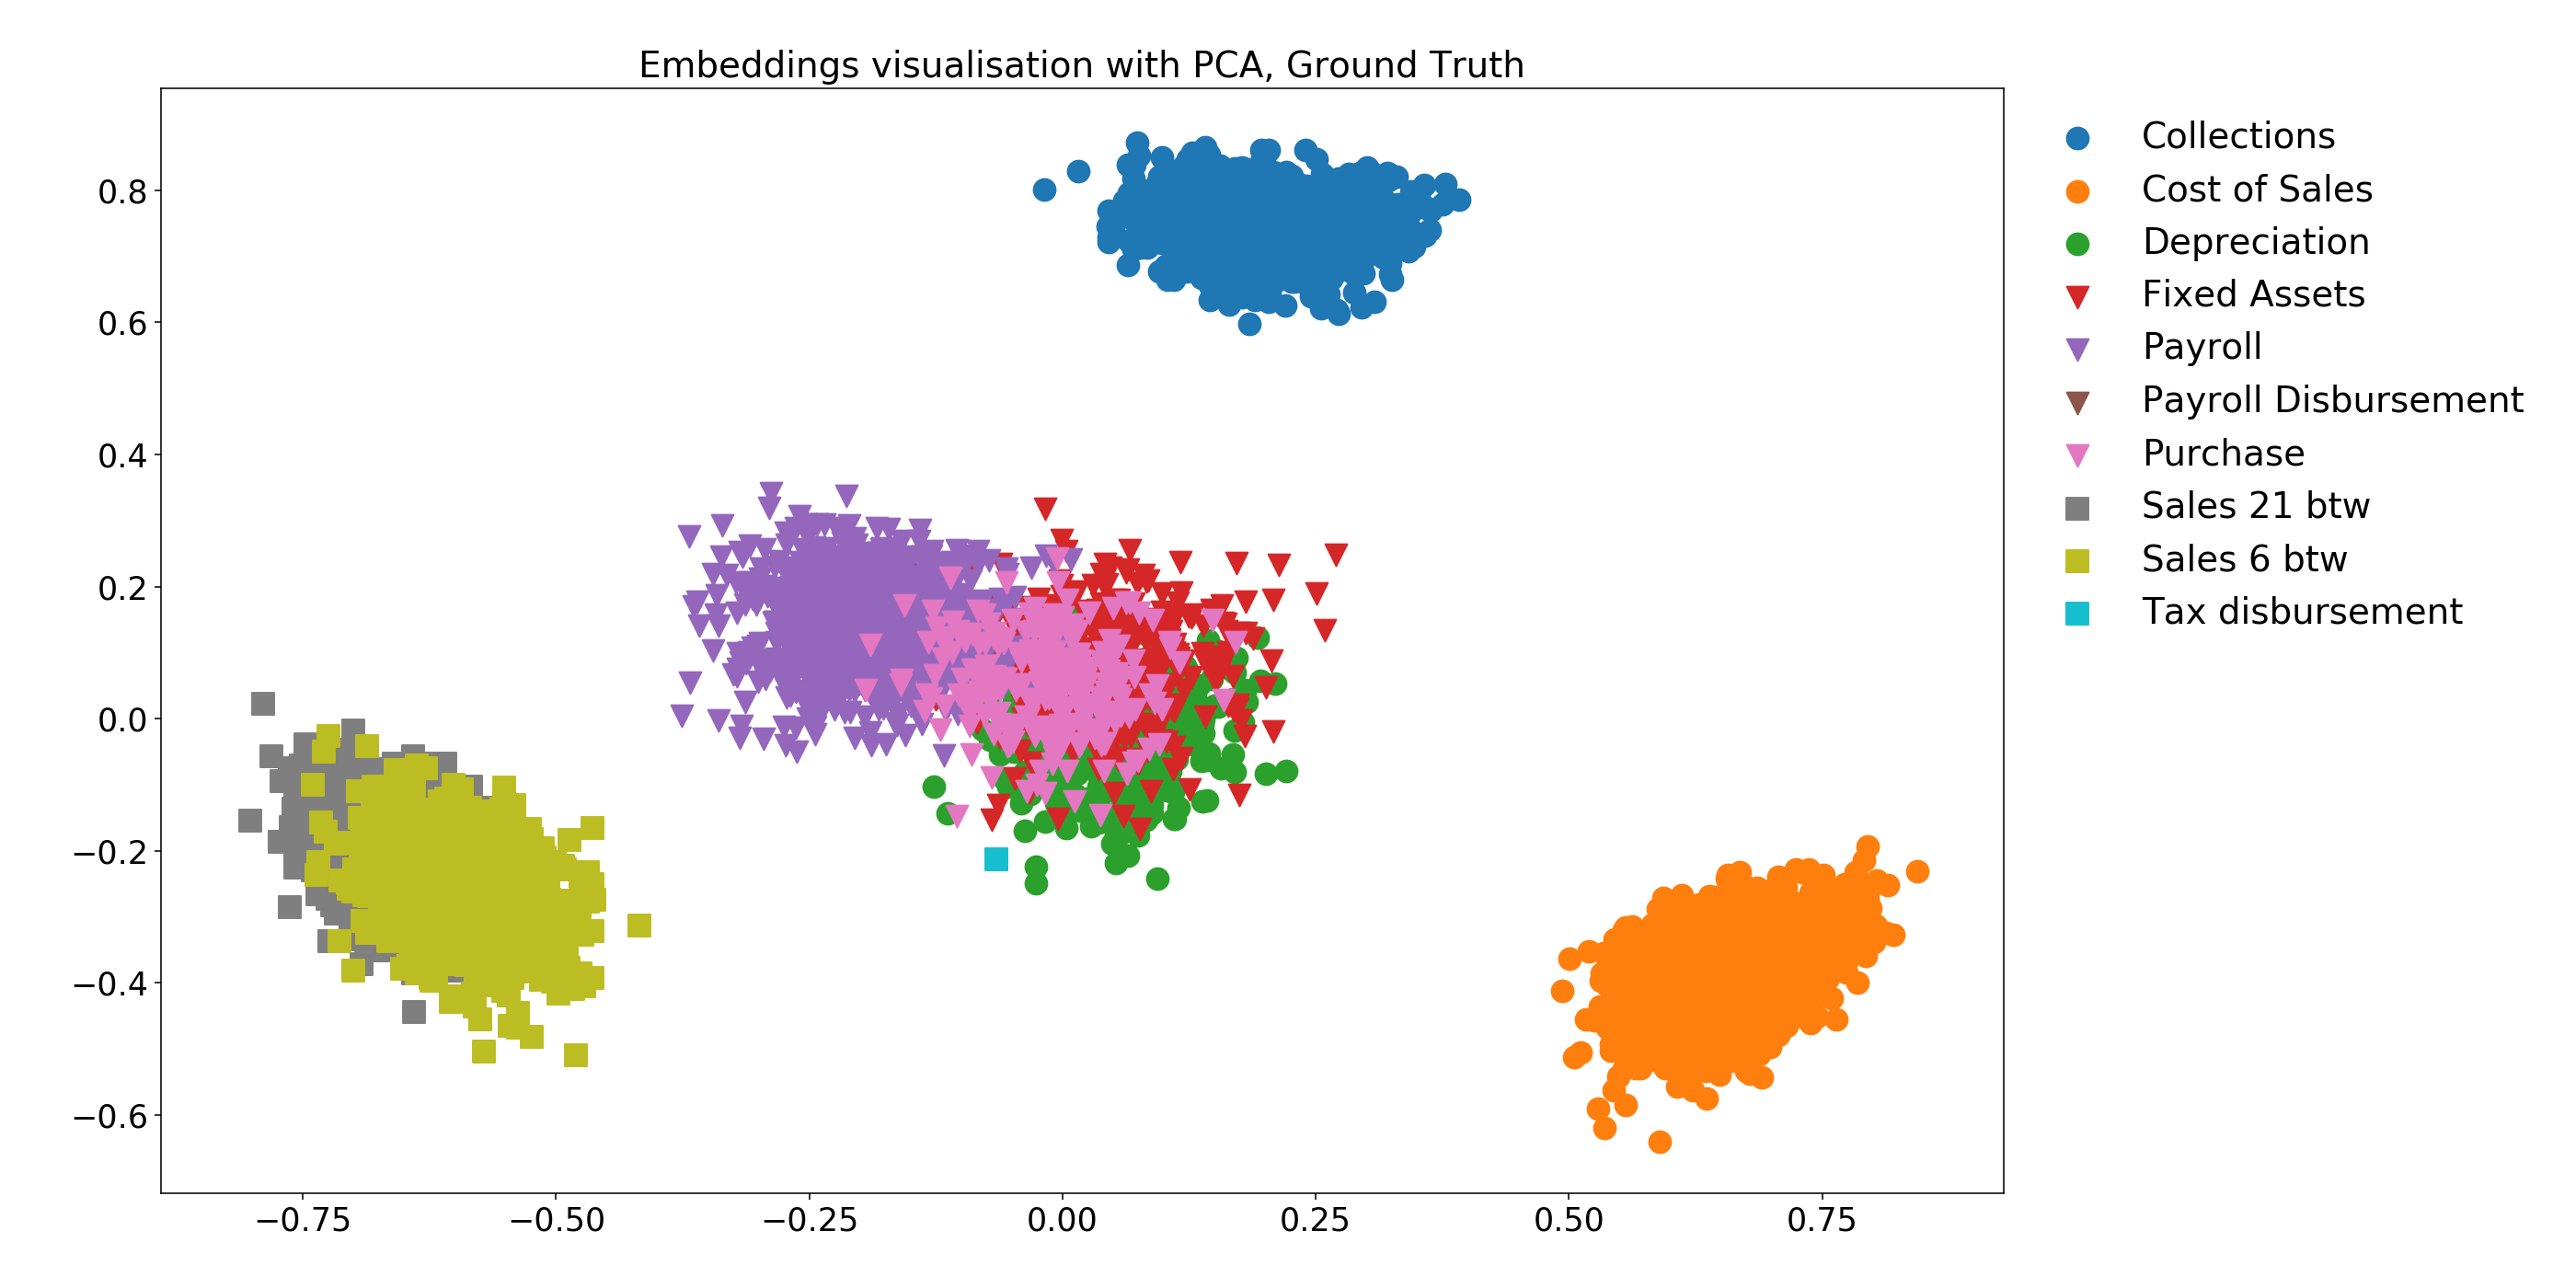 Embeddings visualisation with PCA, Ground Truth
0.8
0.6
0.4
0.2
0.0
−0.2
−0.4
−0.6
−0.75 −0.50 −0.25 0.00 0.25 0.50 0.75
Collections
Cost of Sales
Depreciation
Fixed Assets
Payroll
Payroll Disbursement
Purchase
Sales 21 btw
Sales 6 btw
Tax disbursement